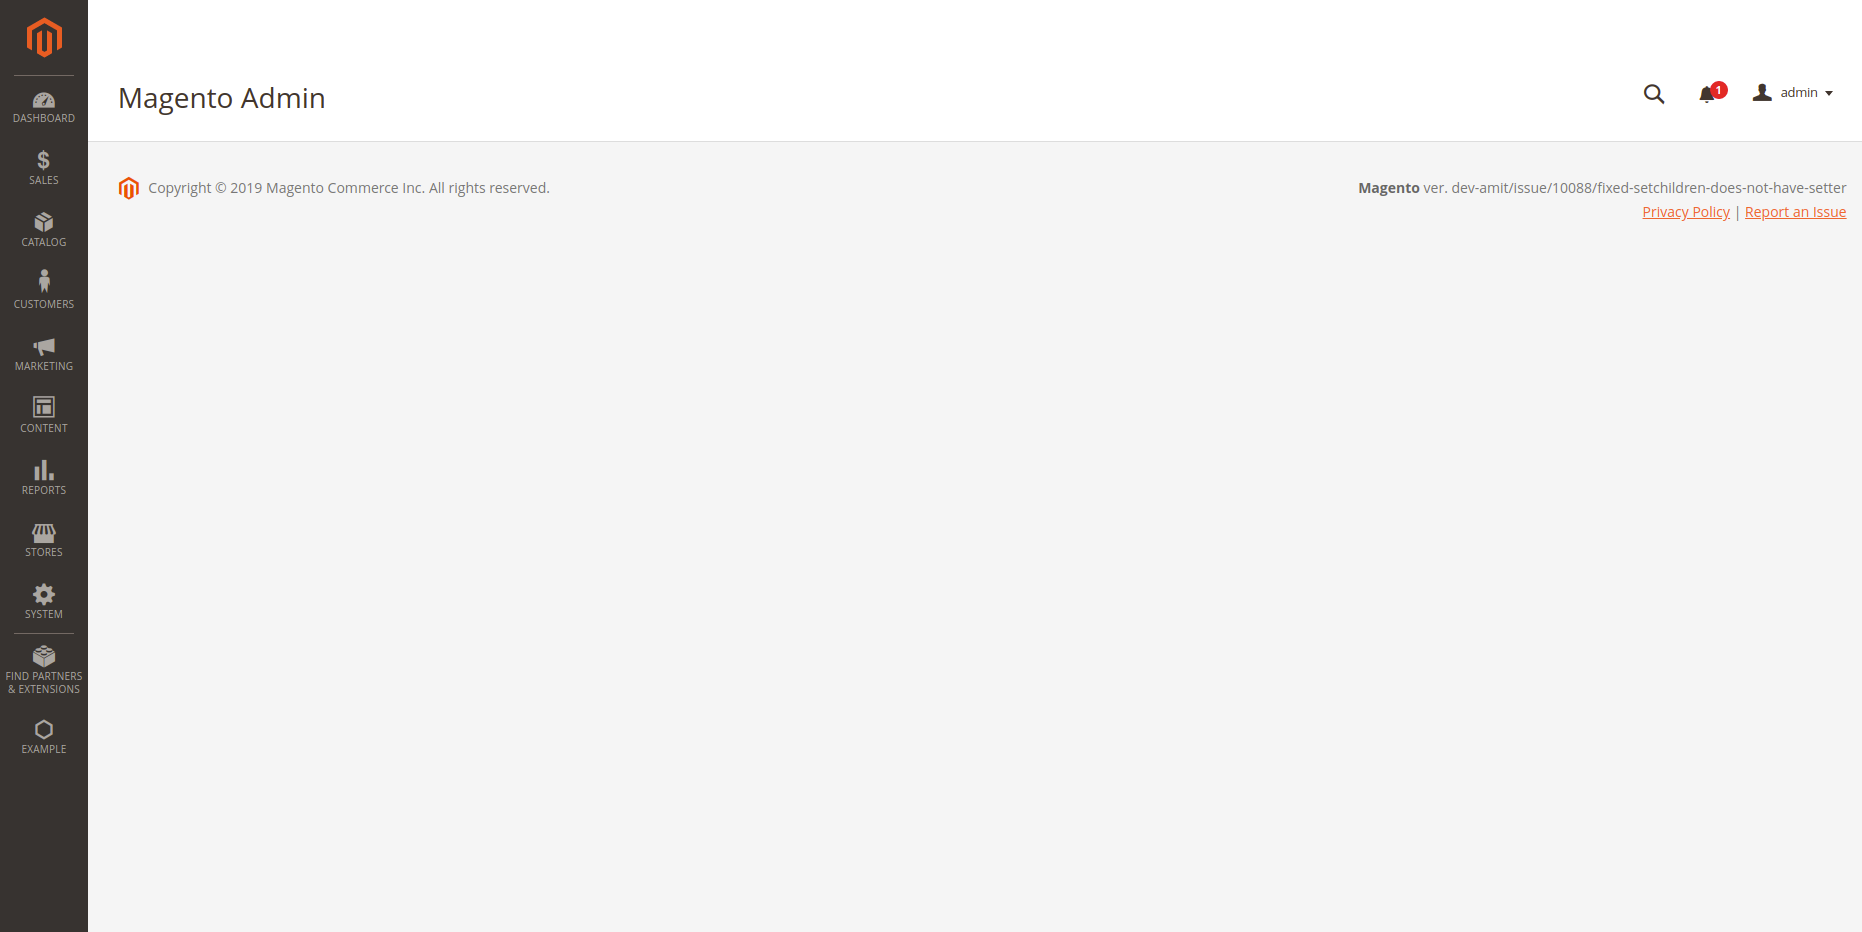 DASHBOARD
SALES
CATALOG
CUSTOMERS
MARKETING
CONTENT
REPORTS
STORES
SYSTEM
FIND PARTNERS
& EXTENSIONS
EXAMPLE
Magento Admin
1
admin
Copyright © 2019 Magento Commerce Inc. All rights reserved.
Magento ver. dev-amit/issue/10088/fixed-setchildren-does-not-have-setter
Privacy Policy | Report an Issue